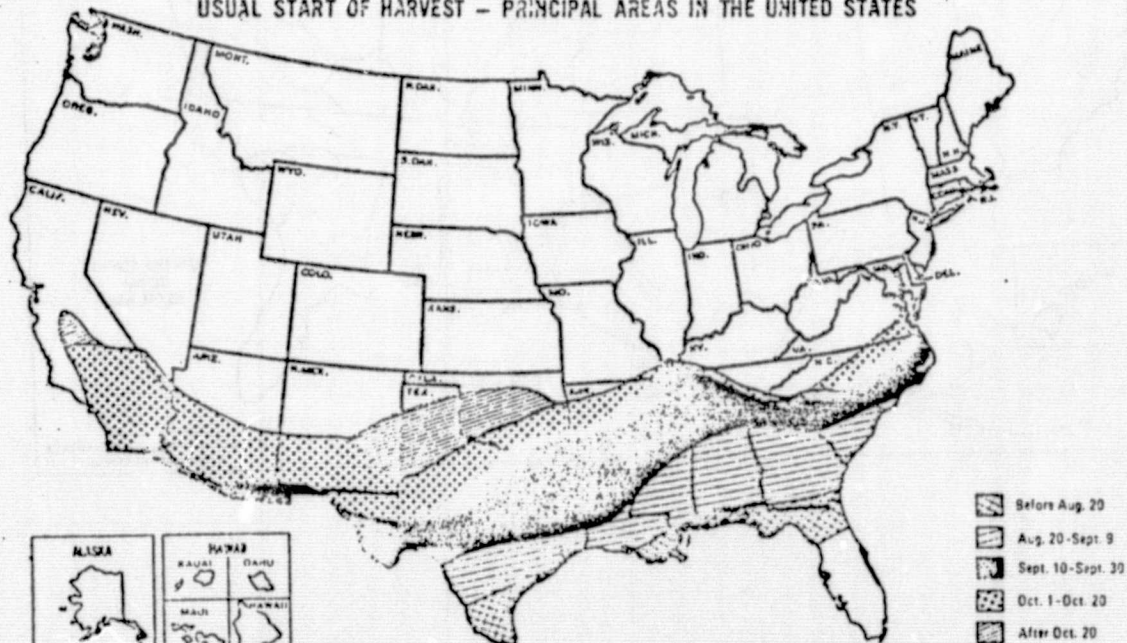 USUAL START OF HARVEST – PRINCIPAL AREAS IN THE UNITED STATES
WASH.
MONT.
N.DAK.
MINN.
MAINE
OREG.
IDAHO
WIS.
MICH.
VT.
N.H.
S.DAK.
WYO.
MASS
CALIF.
NEV.
IOWA
R.I.
UTAH
NEBR.
PA.
ILL.
IND.
OHIO
DEL.
COLO.
MO.
KANS.
KY.
VA.
ARIZ.
N.MEX.
N.C.
TEX.
Before Aug. 20
Aug. 20-Sept. 9
Sept. 10-Sept. 30
Oct. 1-Oct. 20
After Oct. 20
ALASKA
HAWAII
KAUAI
OAHU
MAUI
HAWAII